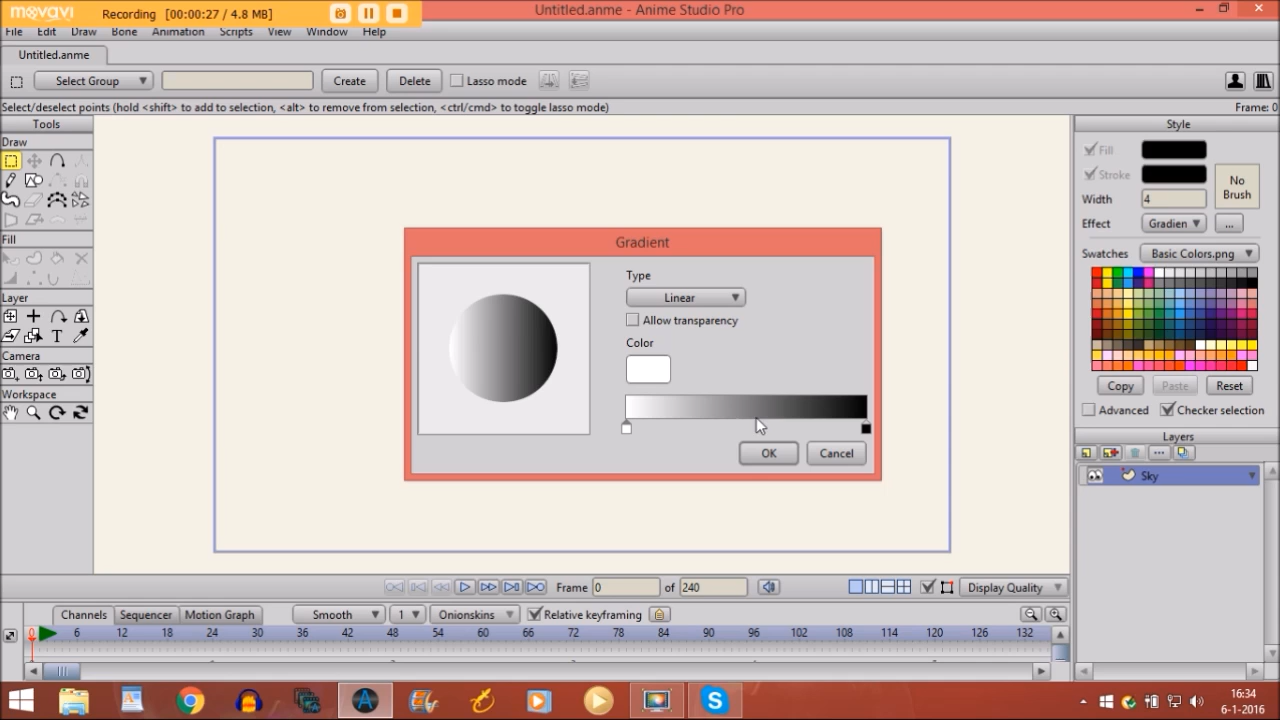 movavi Recording [00:00:27 / 4.8 MB] Untitled.anme - Anime Studio Pro
File Edit Draw Bone Animation Scripts View Window Help
Untitled.anme
Select Group Create Delete Lasso mode
Select/deselect points (hold <shift> to add to selection, <alt> to remove from selection, <ctrl/cmd> to toggle lasso mode) Frame: 0
Tools
Draw
Fill
Layer
T
Camera
Workspace
Gradient
Type
Linear
Allow transparency
Color
OK Cancel
Style
Fill
Stroke
No
Brush
Width 4
Effect Gradien ...
Swatches Basic Colors.png
Copy Paste Reset
Advanced Checker selection
Layers
Sky
Frame 0 of 240 Display Quality
Channels Sequencer Motion Graph Smooth 1 Onionskins Relative keyframing
0 6 12 18 24 30 36 42 48 54 60 66 72 78 84 90 96 102 108 114 120 126 132
16:34
6-1-2016